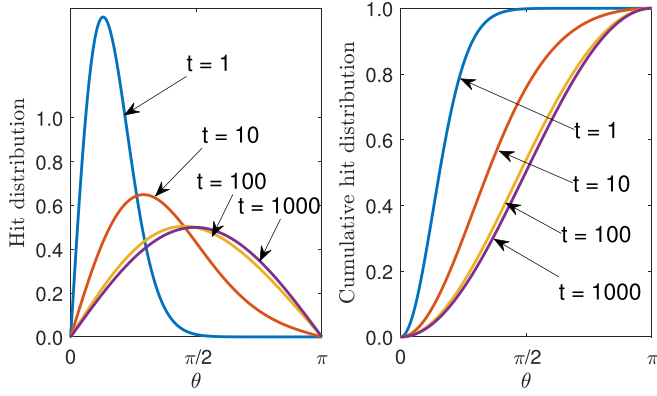 Hit distribution
1.0
0.8
0.6
0.4
0.2
0.0
t = 1
t = 10
t = 100
t = 1000
0
π/2
π
θ
Cumulative hit distribution
1.0
0.8
0.6
0.4
0.2
0.0
t = 1
t = 10
t = 100
t = 1000
0
π/2
π
θ